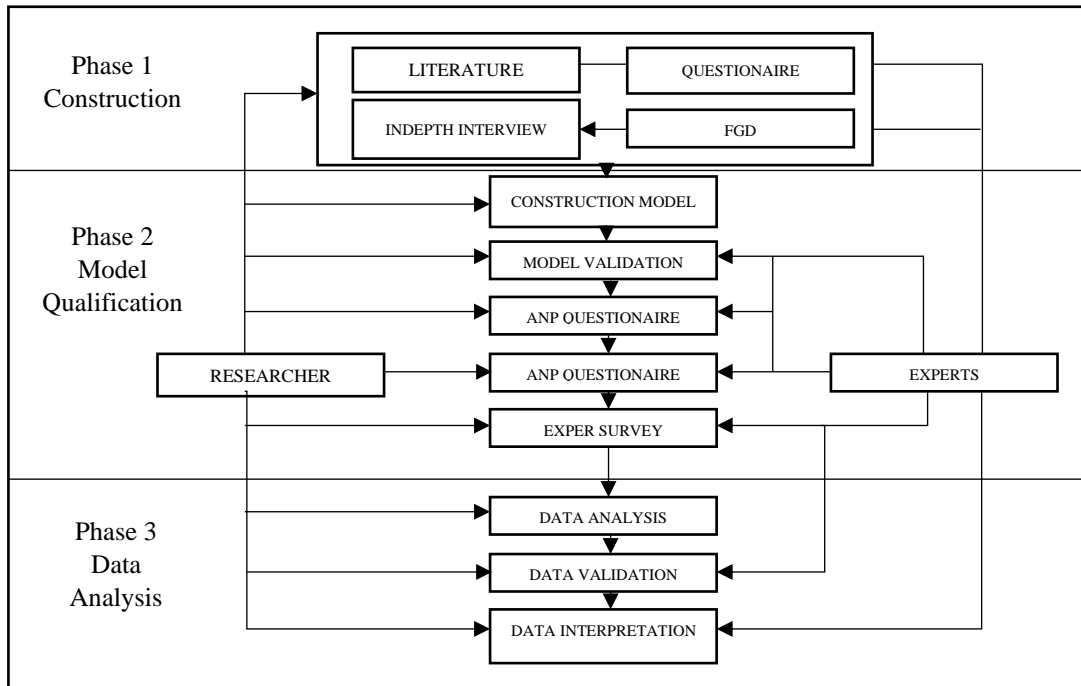 Phase 1
Construction
LITERATURE
QUESTIONAIRE
INDEPTH INTERVIEW
FGD
Phase 2
Model
Qualification
CONSTRUCTION MODEL
MODEL VALIDATION
ANP QUESTIONAIRE
RESEARCHER
ANP QUESTIONAIRE
EXPERTS
EXPER SURVEY
Phase 3
Data
Analysis
DATA ANALYSIS
DATA VALIDATION
DATA INTERPRETATION